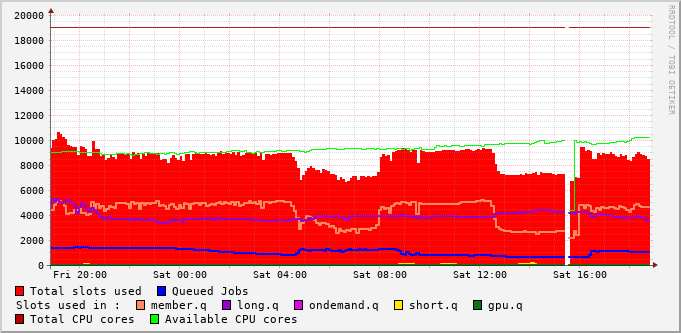 20000
18000
16000
14000
12000
10000
8000
6000
4000
2000
0
Fri 20:00 Sat 00:00 Sat 04:00 Sat 08:00 Sat 12:00 Sat 16:00
RRDTOOL / TOBI OETIKER
Total slots used Queued Jobs
Slots used in : member.q long.q ondemand.q short.q gpu.q
Total CPU cores Available CPU cores